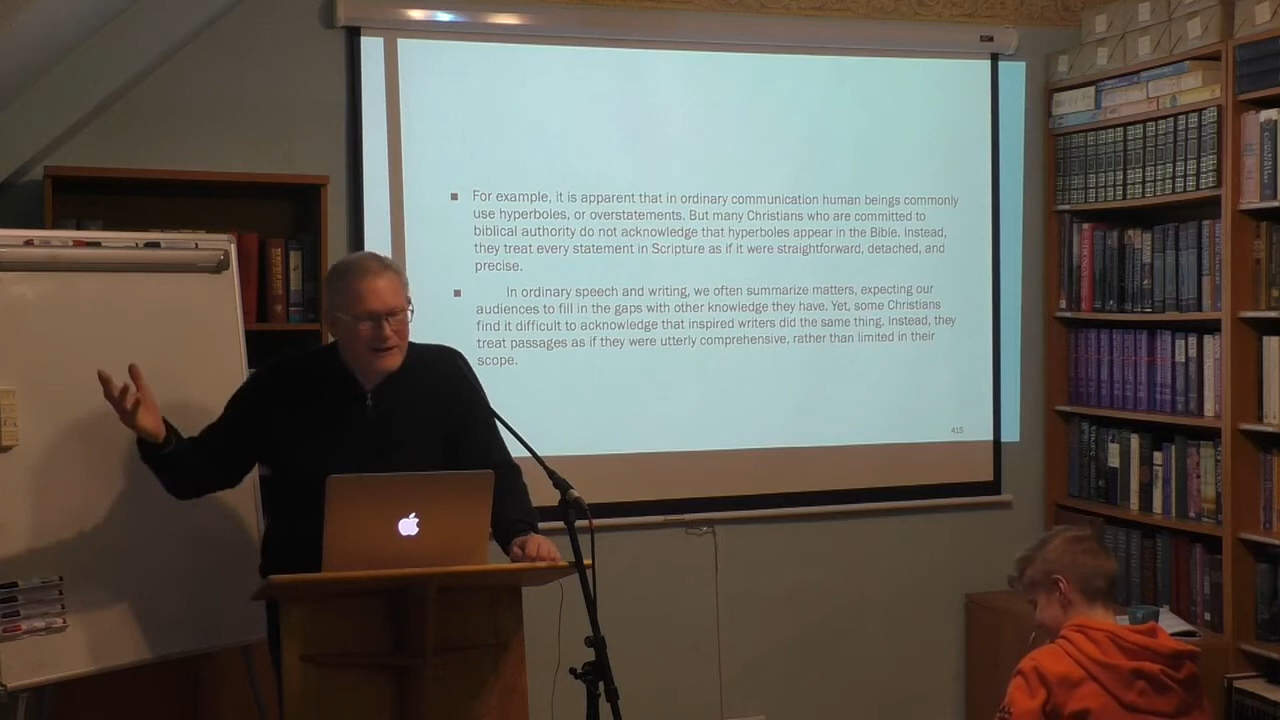 For example, it is apparent that in ordinary communication human beings commonly
use hyperboles, or overstatements. But many Christians who are committed to
biblical authority do not acknowledge that hyperboles appear in the Bible. Instead,
they treat every statement in Scripture as if it were straightforward, detached, and
precise.
In ordinary speech and writing, we often summarize matters, expecting our
audiences to fill in the gaps with other knowledge they have. Yet, some Christians
find it difficult to acknowledge that inspired writers did the same thing. Instead, they
treat passages as if they were utterly comprehensive, rather than limited in their
scope.
415